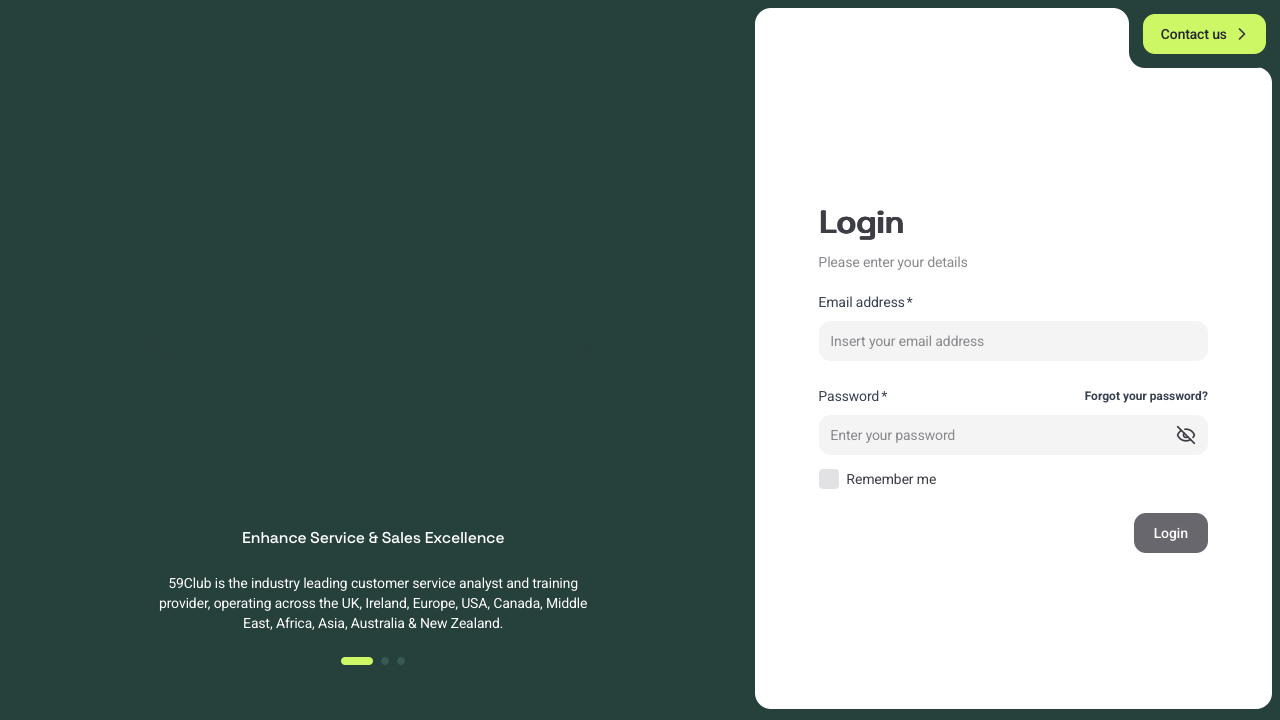 Contact us
Login
Please enter your details
Email address *
Insert your email address
Password *
Forgot your password?
Enter your password
Remember me
Login
Enhance Service & Sales Excellence
59Club is the industry leading customer service analyst and training
provider, operating across the UK, Ireland, Europe, USA, Canada, Middle
East, Africa, Asia, Australia & New Zealand.